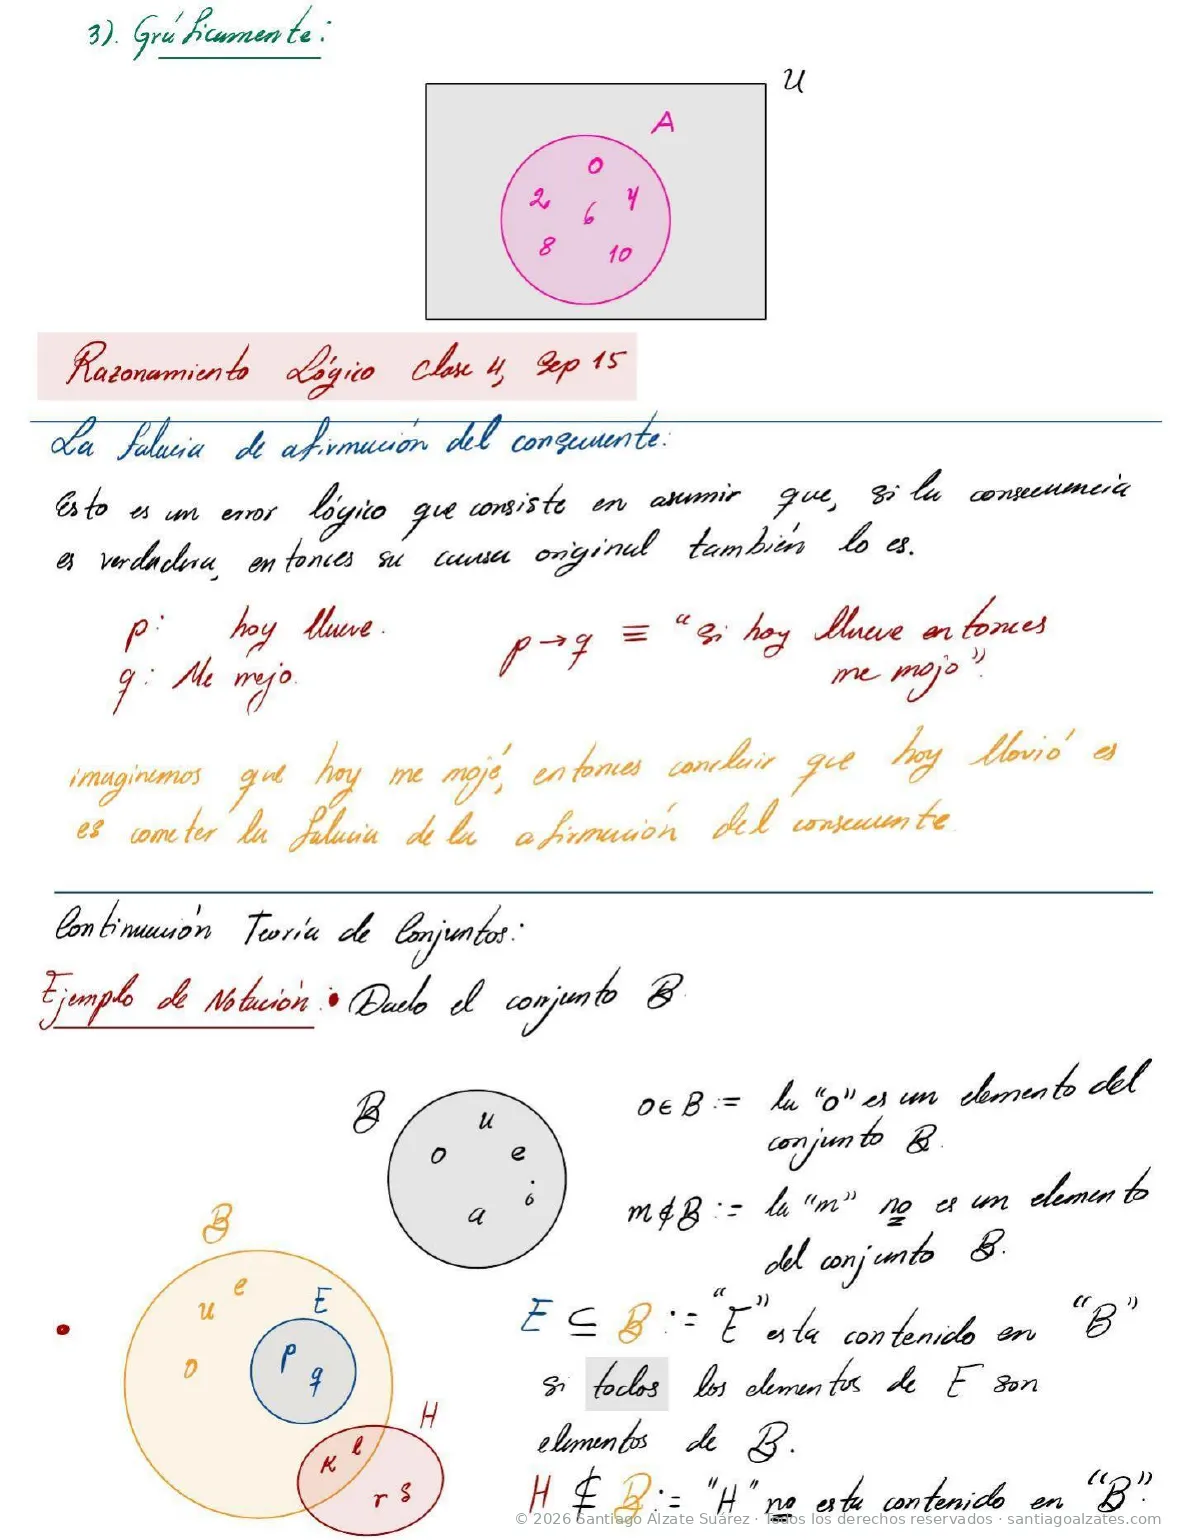 3). Gráficamente:
U
A
0
2 4
6
8 10
Razonamiento Lógico Clase 4, Sep 15
La falacia de afirmación del consecuente:
Esto es un error lógico que consiste en asumir que, si la consecuencia
es verdadera, entonces su causa original también lo es.
p: hoy llueve.
q: Me mojo.
p → q ≡ "si hoy llueve entonces
me mojo".
imaginemos que hoy me mojé, entonces concluir que hoy llovió es
es cometer la falacia de la afirmación del consecuente.
Continuación Teoría de Conjuntos:
Ejemplo de Notación: • Dado el conjunto B
B
u
o e
i
a
o ∈ B := la "o" es un elemento del
conjunto B.
m ∉ B := la "m" no es un elemento
del conjunto B.
B
e
u
o
E
p
q
H
k l
r s
E ⊆ B := "E" esta contenido en "B"
si todos los elementos de E son
elementos de B.
H ⊈ B := "H" no esta contenido en "B".
© 2026 Santiago Alzate Suárez · Todos los derechos reservados · santiagoalzates.com